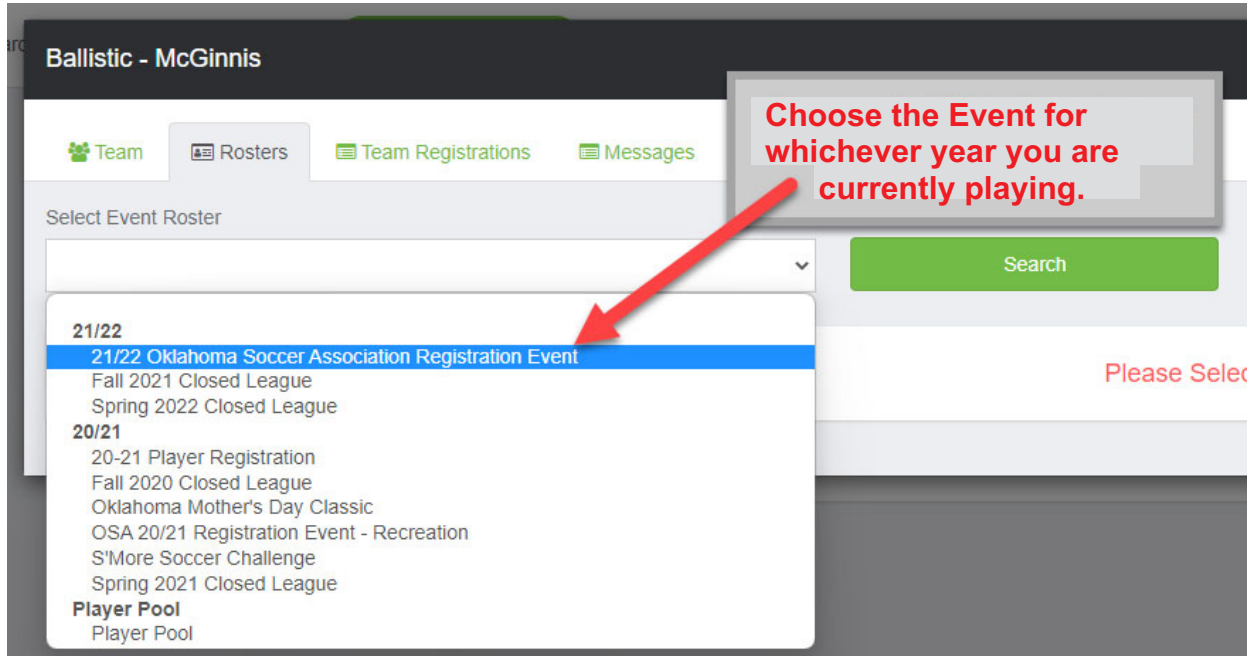 Ballistic - McGinnis
Choose the Event for
whichever year you are
currently playing.
Team Rosters Team Registrations Messages
Select Event Roster
Search
21/22
21/22 Oklahoma Soccer Association Registration Event
Fall 2021 Closed League
Spring 2022 Closed League
Please Selec
20/21
20-21 Player Registration
Fall 2020 Closed League
Oklahoma Mother's Day Classic
OSA 20/21 Registration Event - Recreation
S'More Soccer Challenge
Spring 2021 Closed League
Player Pool
Player Pool